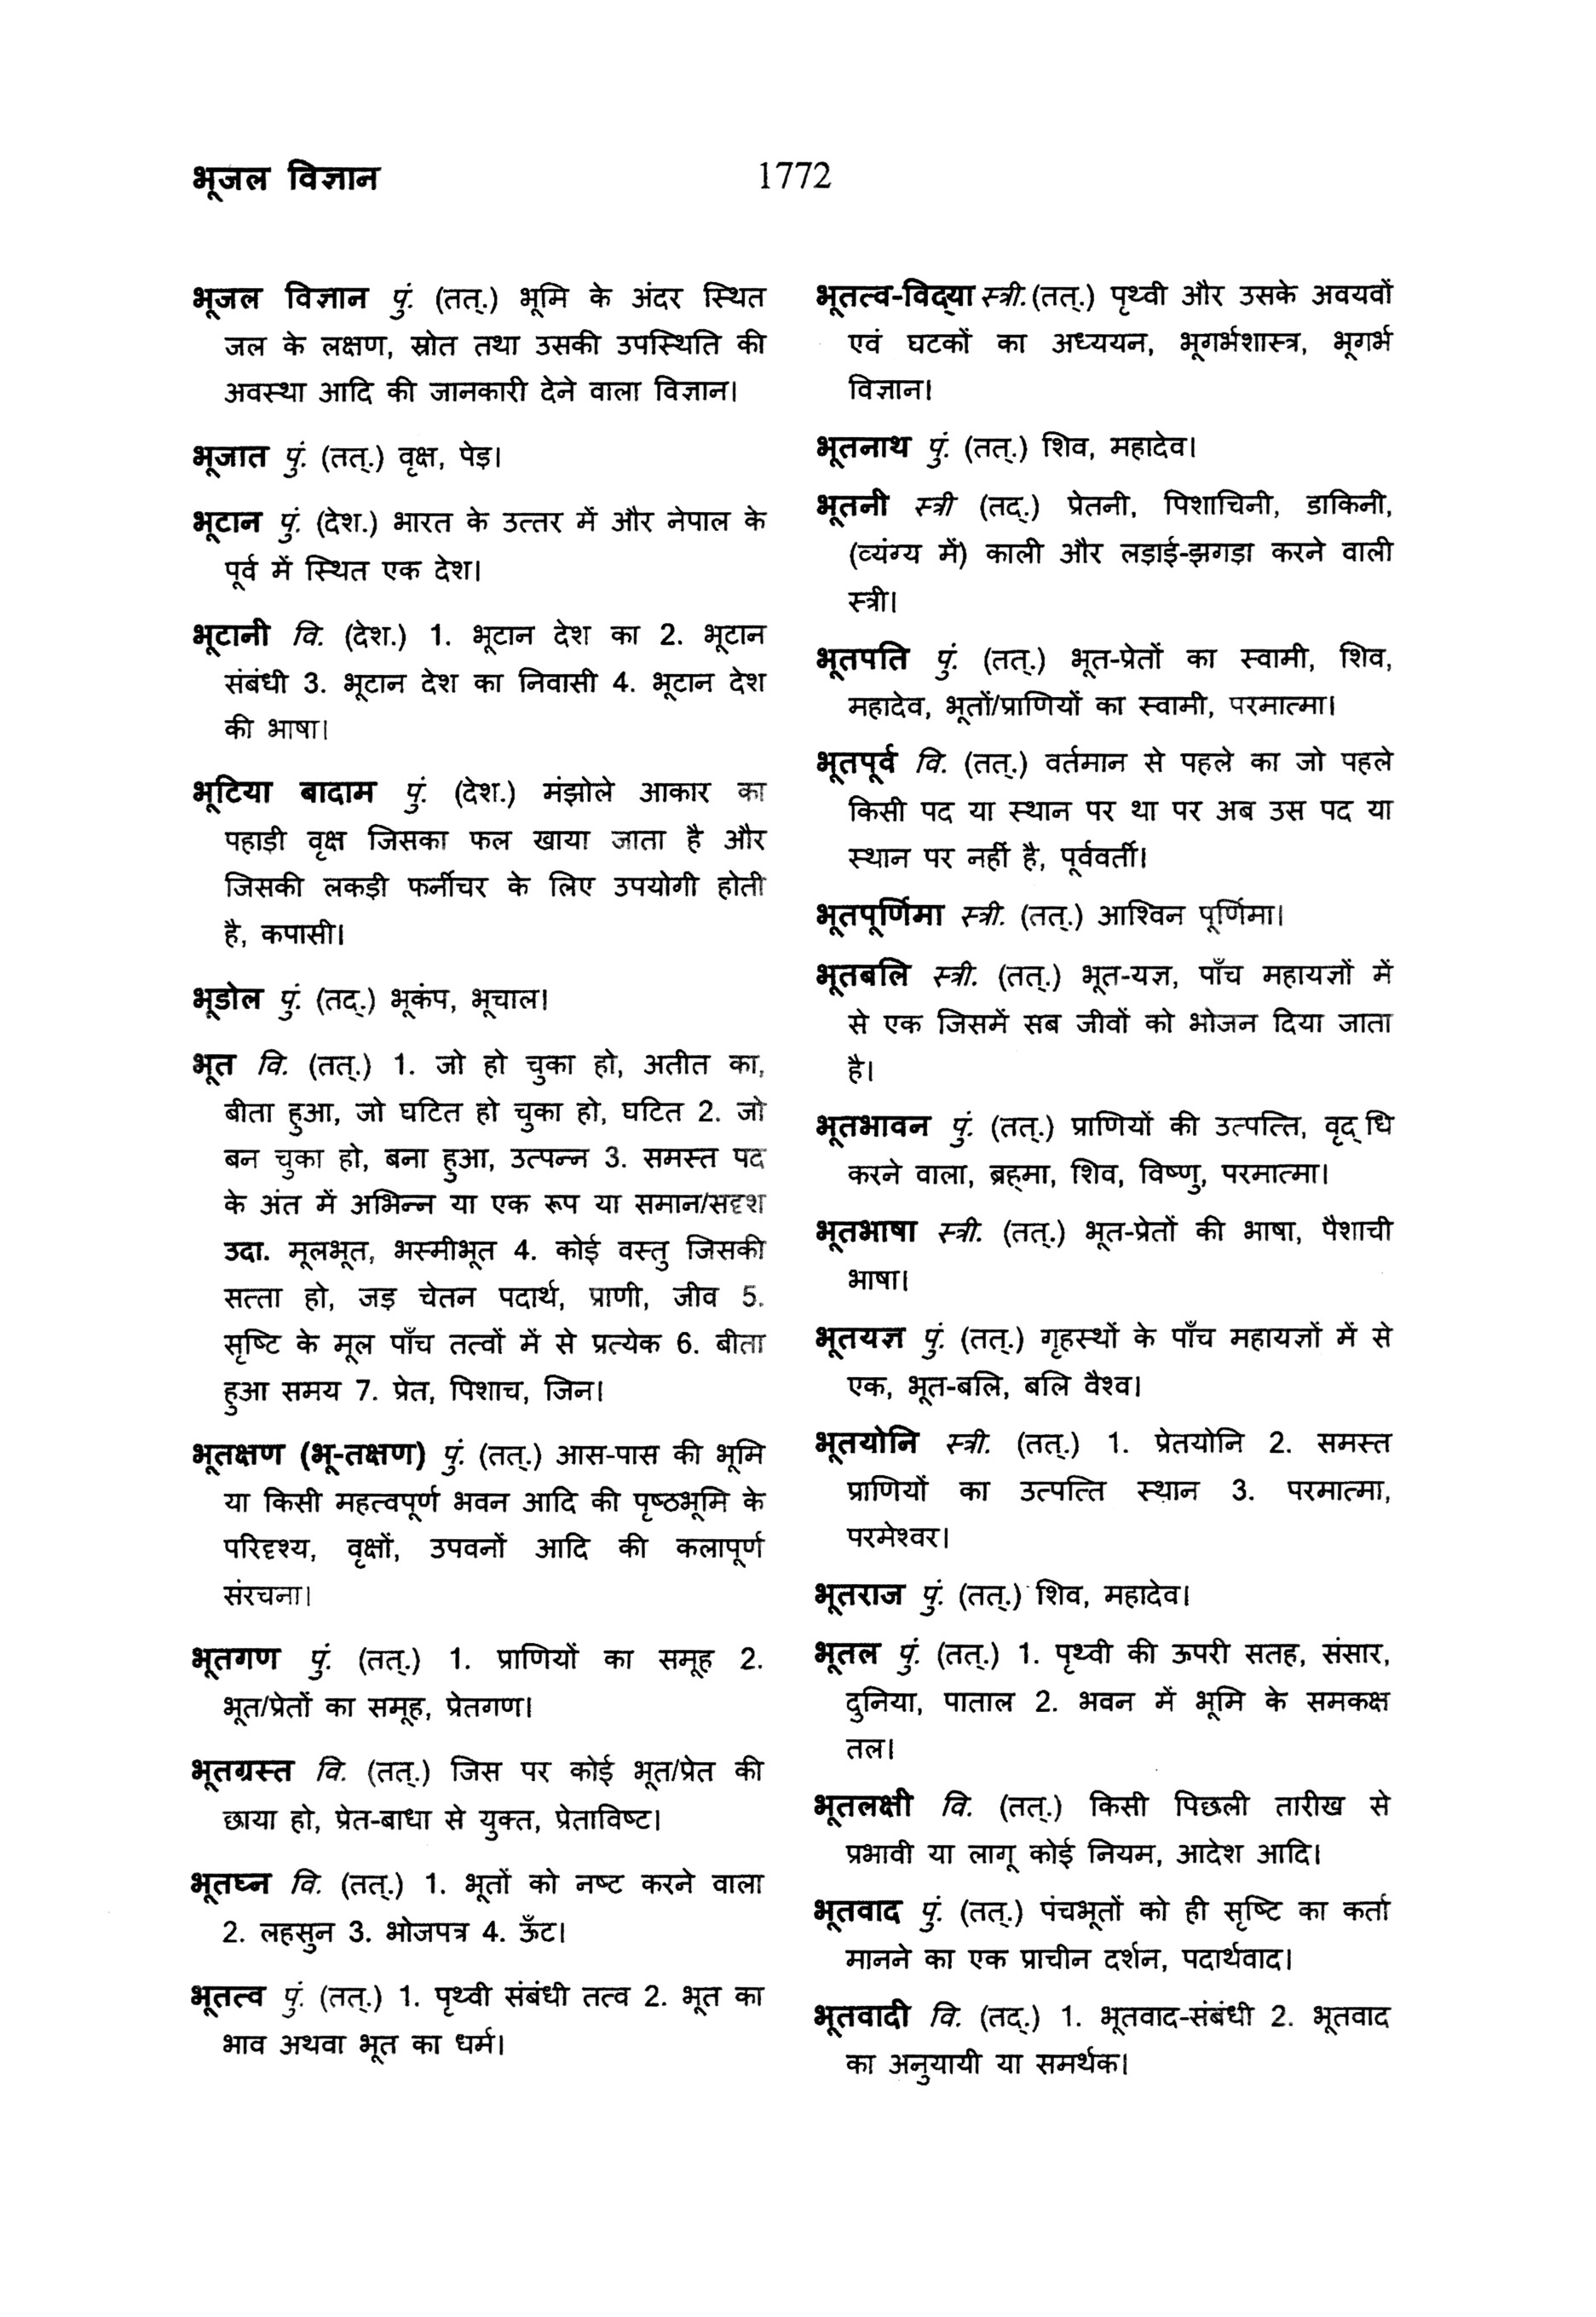 भूजल विज्ञान
1772
भूजल विज्ञान पुं. (तत्.) भूमि के अंदर स्थित
जल के लक्षण, स्रोत तथा उसकी उपस्थिति की
अवस्था आदि की जानकारी देने वाला विज्ञान।
भूजात पुं. (तत्.) वृक्ष, पेड़।
भूटान पुं. (देश.) भारत के उत्तर में और नेपाल के
पूर्व में स्थित एक देश।
भूटानी वि. (देश.) 1. भूटान देश का 2. भूटान
संबंधी 3. भूटान देश का निवासी 4. भूटान देश
की भाषा।
भूटिया बादाम पुं. (देश.) मंझोले आकार का
पहाड़ी वृक्ष जिसका फल खाया जाता है और
जिसकी लकड़ी फर्नीचर के लिए उपयोगी होती
है, कपासी।
भूडोल पुं. (तद्.) भूकंप, भूचाल।
भूत वि. (तत्.) 1. जो हो चुका हो, अतीत का,
बीता हुआ, जो घटित हो चुका हो, घटित 2. जो
बन चुका हो, बना हुआ, उत्पन्न 3. समस्त पद
के अंत में अभिन्न या एक रूप या समान/सदृश
उदा. मूलभूत, भस्मीभूत 4. कोई वस्तु जिसकी
सत्ता हो, जड़ चेतन पदार्थ, प्राणी, जीव 5.
सृष्टि के मूल पाँच तत्वों में से प्रत्येक 6. बीता
हुआ समय 7. प्रेत, पिशाच, जिन।
भूतक्षण (भू-तक्षण) पुं. (तत्.) आस-पास की भूमि
या किसी महत्वपूर्ण भवन आदि की पृष्ठभूमि के
परिदृश्य, वृक्षों, उपवनों आदि की कलापूर्ण
संरचना।
भूतगण पुं. (तत्.) 1. प्राणियों का समूह 2.
भूत/प्रेतों का समूह, प्रेतगण।
भूतग्रस्त वि. (तत्.) जिस पर कोई भूत/प्रेत की
छाया हो, प्रेत-बाधा से युक्त, प्रेताविष्ट।
भूतघ्न वि. (तत्.) 1. भूतों को नष्ट करने वाला
2. लहसुन 3. भोजपत्र 4. ऊँट।
भूतत्व पुं. (तत्.) 1. पृथ्वी संबंधी तत्व 2. भूत का
भाव अथवा भूत का धर्म।
भूतत्व-विद्‌या स्त्री. (तत्.) पृथ्वी और उसके अवयवों
एवं घटकों का अध्ययन, भूगर्भशास्त्र, भूगर्भ
विज्ञान।
भूतनाथ पुं. (तत्.) शिव, महादेव।
भूतनी स्त्री (तद्.) प्रेतनी, पिशाचिनी, डाकिनी,
(व्यंग्य में) काली और लड़ाई-झगड़ा करने वाली
स्त्री।
भूतपति पुं. (तत्.) भूत-प्रेतों का स्वामी, शिव,
महादेव, भूतों/प्राणियों का स्वामी, परमात्मा।
भूतपूर्व वि. (तत्.) वर्तमान से पहले का जो पहले
किसी पद या स्थान पर था पर अब उस पद या
स्थान पर नहीं है, पूर्ववर्ती।
भूतपूर्णिमा स्त्री. (तत्.) आश्विन पूर्णिमा।
भूतबलि स्त्री. (तत्.) भूत-यज्ञ, पाँच महायज्ञों में
से एक जिसमें सब जीवों को भोजन दिया जाता
है।
भूतभावन पुं. (तत्.) प्राणियों की उत्पत्ति, वृद्‌धि
करने वाला, ब्रह्‌मा, शिव, विष्णु, परमात्मा।
भूतभाषा स्त्री. (तत्.) भूत-प्रेतों की भाषा, पैशाची
भाषा।
भूतयज्ञ पुं. (तत्.) गृहस्थों के पाँच महायज्ञों में से
एक, भूत-बलि, बलि वैश्व।
भूतयोनि स्त्री. (तत्.) 1. प्रेतयोनि 2. समस्त
प्राणियों का उत्पत्ति स्थान 3. परमात्मा,
परमेश्वर।
भूतराज पुं. (तत्.) शिव, महादेव।
भूतल पुं. (तत्.) 1. पृथ्वी की ऊपरी सतह, संसार,
दुनिया, पाताल 2. भवन में भूमि के समकक्ष
तल।
भूतलक्षी वि. (तत्.) किसी पिछली तारीख से
प्रभावी या लागू कोई नियम, आदेश आदि।
भूतवाद पुं. (तत्.) पंचभूतों को ही सृष्टि का कर्ता
मानने का एक प्राचीन दर्शन, पदार्थवाद।
भूतवादी वि. (तद्.) 1. भूतवाद-संबंधी 2. भूतवाद
का अनुयायी या समर्थक।